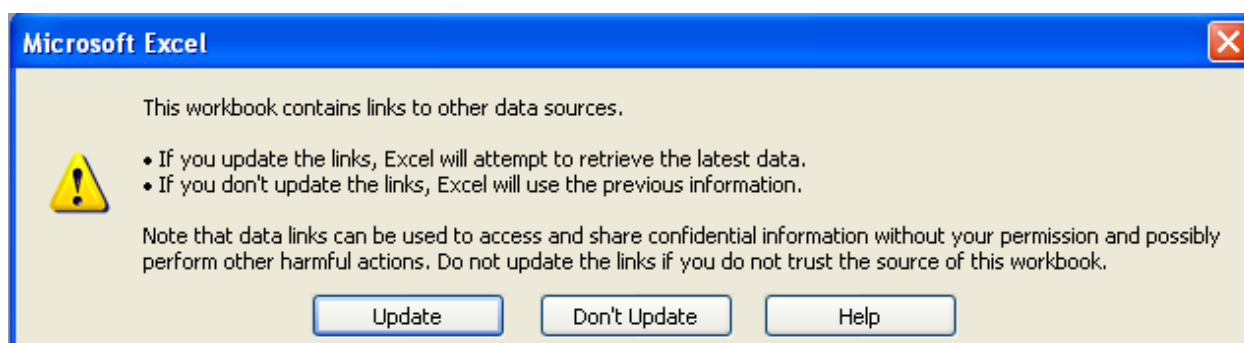 Microsoft Excel
This workbook contains links to other data sources.
• If you update the links, Excel will attempt to retrieve the latest data.
• If you don't update the links, Excel will use the previous information.
Note that data links can be used to access and share confidential information without your permission and possibly
perform other harmful actions. Do not update the links if you do not trust the source of this workbook.
Update Don't Update Help